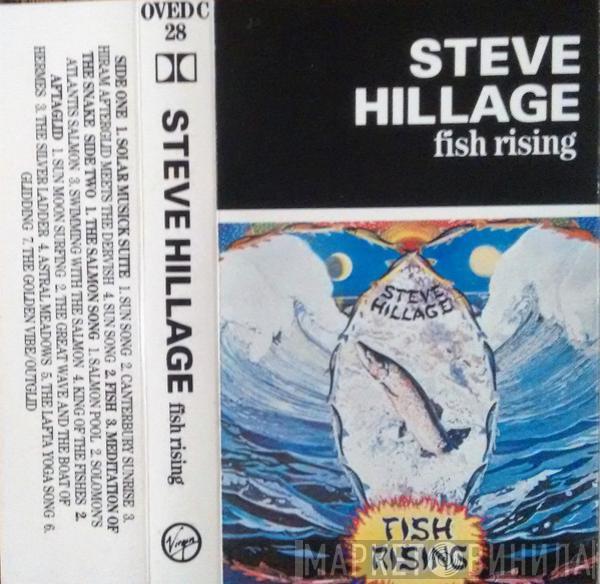 OVED C
28
SIDE ONE 1. SOLAR MUSICK SUITE 1. SUN SONG 2. CANTERBURY SUNRISE 3.
HIRAM AFTERGLID MEETS THE DERVISH 4. SUN SONG 2. FISH 3. MEDITATION OF
THE SNAKE SIDE TWO 1. THE SALMON SONG 1. SALMON POOL 2. SOLOMON'S
ATLANTIS SALMON 3. SWIMMING WITH THE SALMON 4. KING OF THE FISHES 2.
AFTAGLID 1. SUN MOON SURFING 2. THE GREAT WAVE AND THE BOAT OF
HERMES 3. THE SILVER LADDER 4. ASTRAL MEADOWS 5. THE LAFTA YOGA SONG 6.
GLIDDING 7. THE GOLDEN VIBE/OUTGLID
STEVE HILLAGE fish rising
Virgin
STEVE
HILLAGE
fish rising
STEVE
HILLAGE
FISH
RISING
МАРКЕТ ВИНИЛА